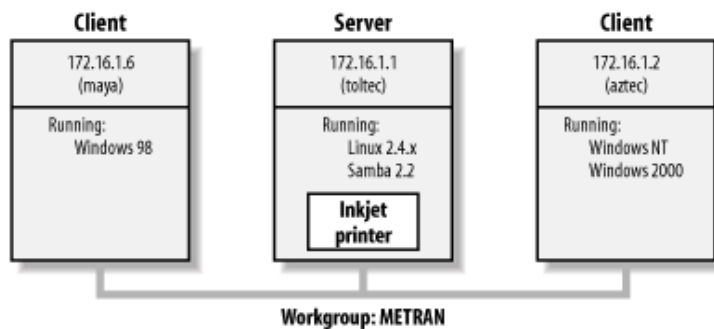 Client
172.16.1.6
(maya)
Running:
Windows 98
Server
172.16.1.1
(toltec)
Running:
Linux 2.4.x
Samba 2.2
Inkjet
printer
Client
172.16.1.2
(aztec)
Running:
Windows NT
Windows 2000
Workgroup: METRAN